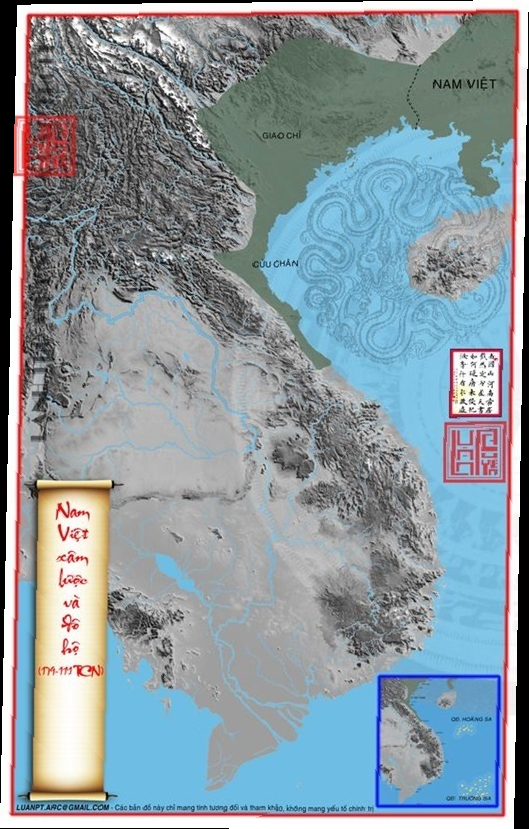 NAM VIỆT
GIAO CHỈ
CỬU CHÂN
Nam
Việt
xâm
lược
và
đô
hộ
(179-111 TCN)
QĐ. HOÀNG SA
QĐ. TRƯỜNG SA
LUANPT.ARC@GMAIL.COM - Các bản đồ này chỉ mang tính tương đối và tham khảo, không mang yếu tố chính trị